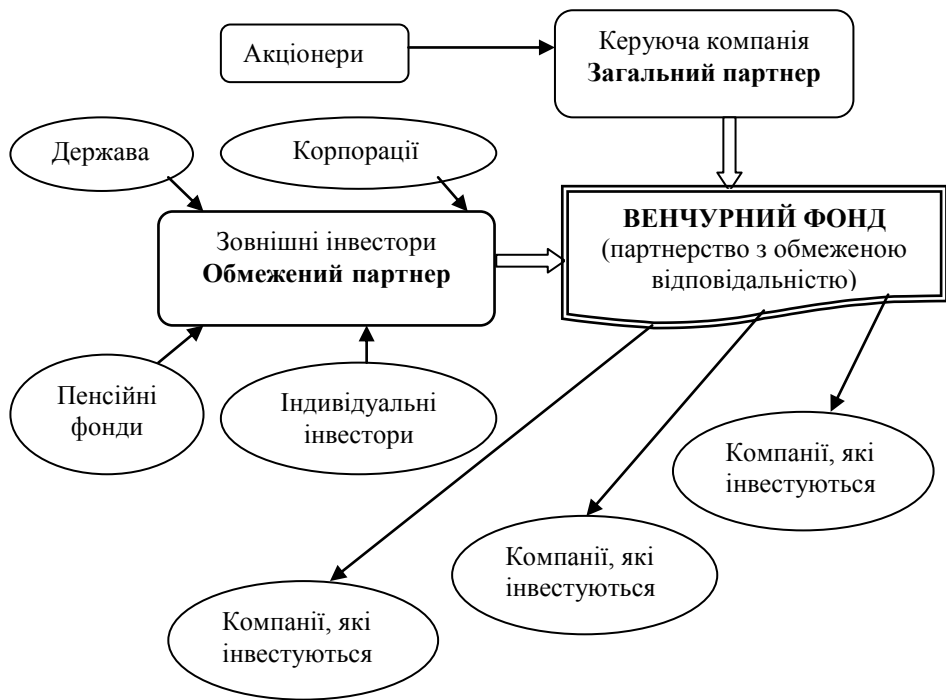 Акціонери
Керуюча компанія
Загальний партнер
Держава
Корпорації
Зовнішні інвестори
Обмежений партнер
ВЕНЧУРНИЙ ФОНД
(партнерство з обмеженою
відповідальністю)
Пенсійні
фонди
Індивідуальні
інвестори
Компанії, які
інвестуються
Компанії, які
інвестуються
Компанії, які
інвестуються